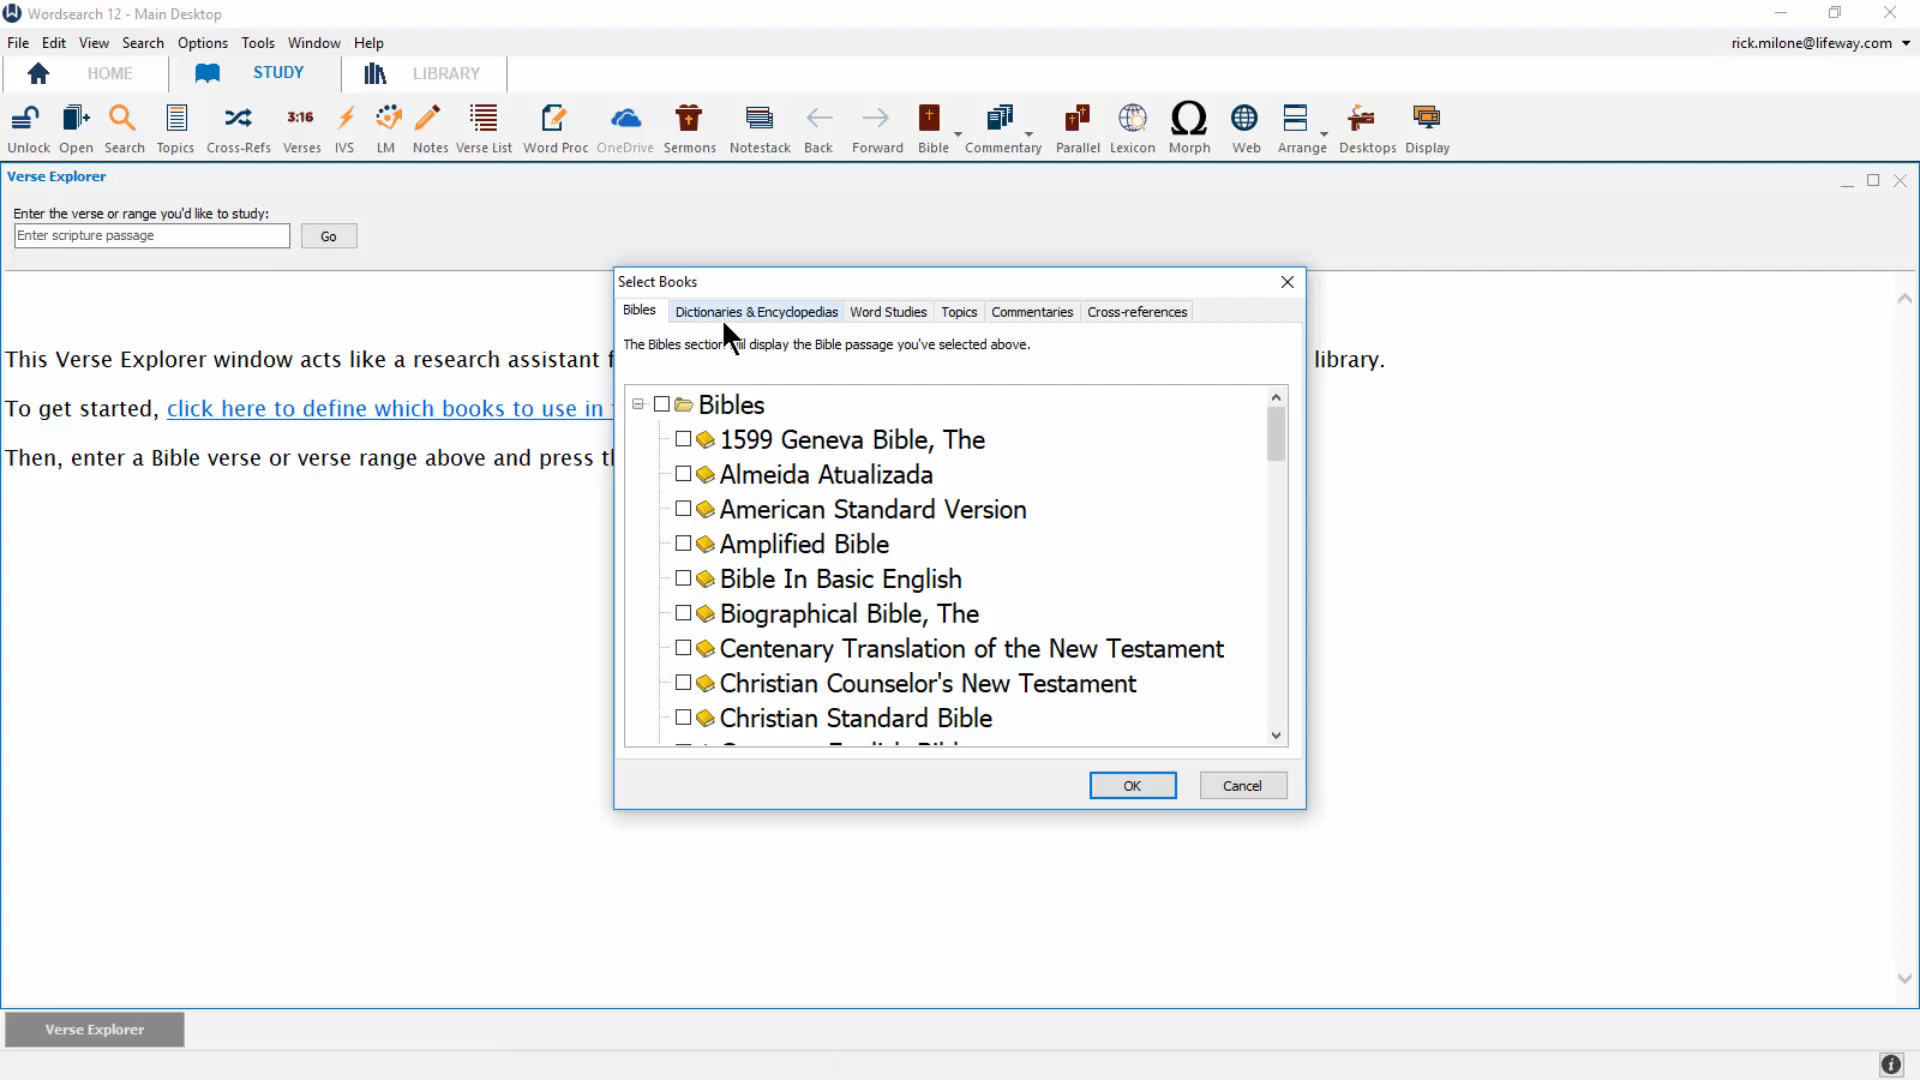 Wordsearch 12 - Main Desktop
File Edit View Search Options Tools Window Help
rick.milone@lifeway.com
HOME STUDY LIBRARY
3:16
Unlock Open Search Topics Cross-Refs Verses IVS LM Notes Verse List Word Proc OneDrive Sermons Notestack Back Forward Bible Commentary Parallel Lexicon Morph Web Arrange Desktops Display
Verse Explorer
Enter the verse or range you'd like to study:
Enter scripture passage
Go
Select Books
Bibles Dictionaries & Encyclopedias Word Studies Topics Commentaries Cross-references
The Bibles section will display the Bible passage you've selected above.
This Verse Explorer window acts like a research assistant
library.
To get started, click here to define which books to use in
Then, enter a Bible verse or verse range above and press
Bibles
1599 Geneva Bible, The
Almeida Atualizada
American Standard Version
Amplified Bible
Bible In Basic English
Biographical Bible, The
Centenary Translation of the New Testament
Christian Counselor's New Testament
Christian Standard Bible
OK
Cancel
Verse Explorer